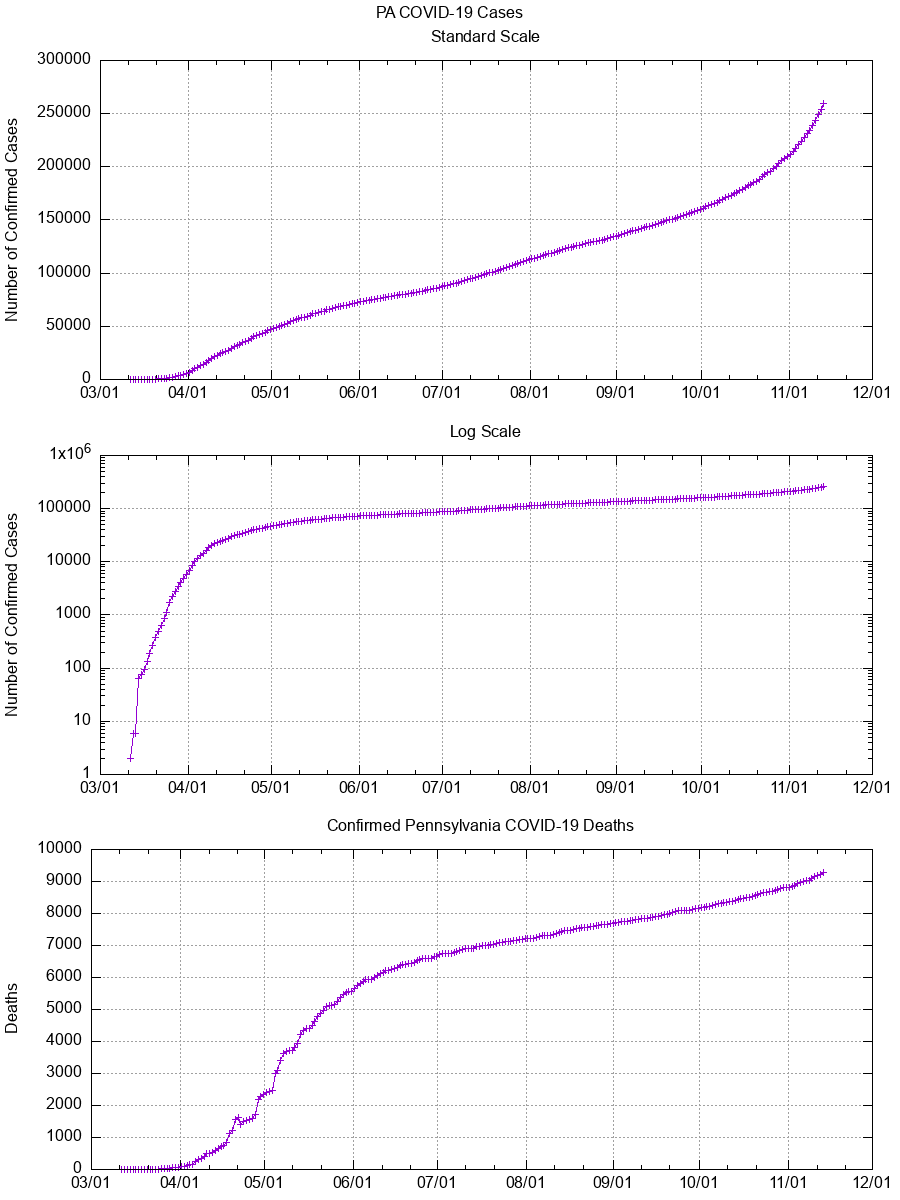 PA COVID-19 Cases
Standard Scale
Number of Confirmed Cases
300000
250000
200000
150000
100000
50000
0
03/01 04/01 05/01 06/01 07/01 08/01 09/01 10/01 11/01 12/01
Log Scale
Number of Confirmed Cases
1x10⁶
100000
10000
1000
100
10
1
03/01 04/01 05/01 06/01 07/01 08/01 09/01 10/01 11/01 12/01
Confirmed Pennsylvania COVID-19 Deaths
Deaths
10000
9000
8000
7000
6000
5000
4000
3000
2000
1000
0
03/01 04/01 05/01 06/01 07/01 08/01 09/01 10/01 11/01 12/01